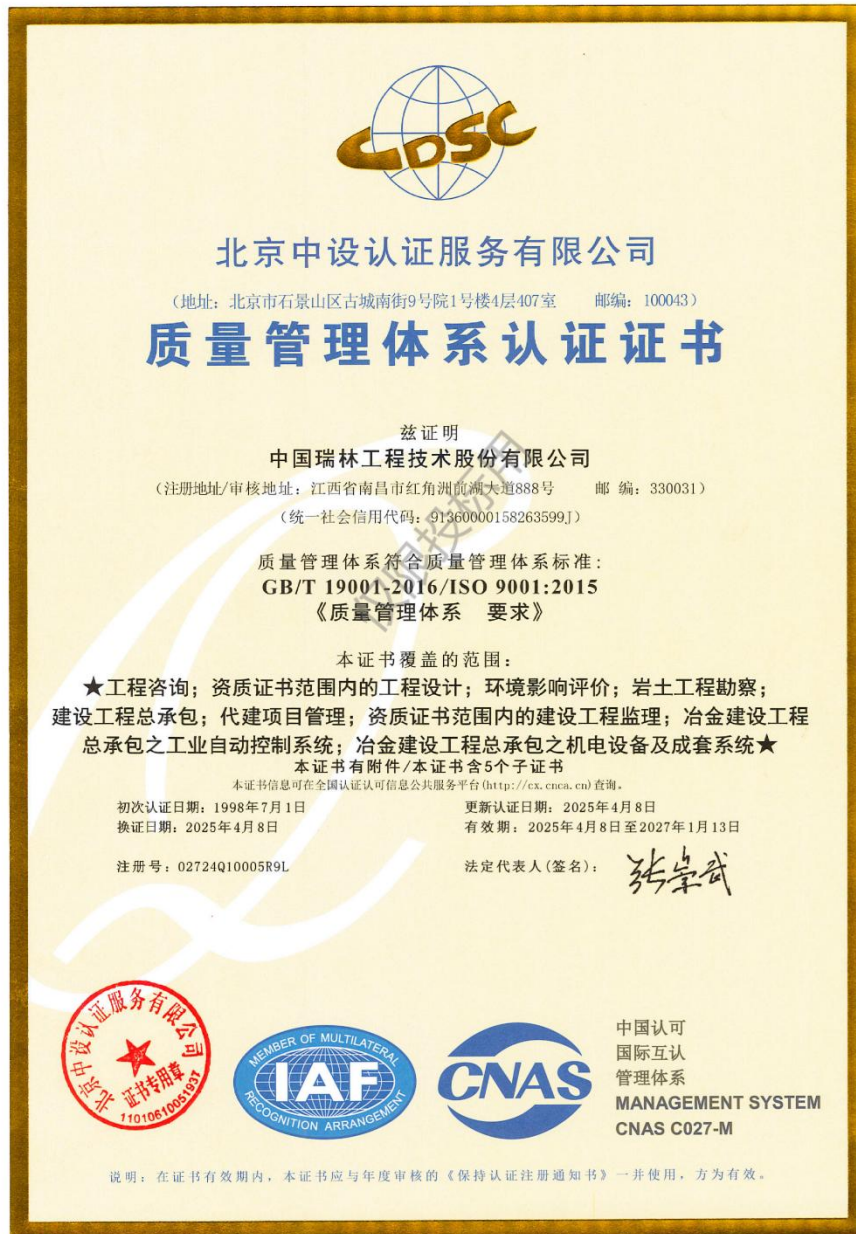 CDSC
北京中设认证服务有限公司
(地址：北京市石景山区古城南街9号院1号楼4层407室 邮编：100043)
质量管理体系认证证书
兹证明
中国瑞林工程技术股份有限公司
(注册地址/审核地址：江西省南昌市红角洲前湖大道888号 邮 编：330031)
(统一社会信用代码：91360000158263599J)
质量管理体系符合质量管理体系标准：
GB/T 19001-2016/ISO 9001:2015
《质量管理体系 要求》
仅限投标用
本证书覆盖的范围：
★工程咨询；资质证书范围内的工程设计；环境影响评价；岩土工程勘察；
建设工程总承包；代建项目管理；资质证书范围内的建设工程监理；冶金建设工程
总承包之工业自动控制系统；冶金建设工程总承包之机电设备及成套系统★
本证书有附件/本证书含5个子证书
本证书信息可在全国认证认可信息公共服务平台(http://cx.cnca.cn)查询。
初次认证日期：1998年7月1日 更新认证日期：2025年4月8日
换证日期：2025年4月8日 有效期：2025年4月8日至2027年1月13日
注册号：02724Q10005R9L 法定代表人(签名)：张崇武
北京中设认证服务有限公司
证书专用章
11010610051937
MEMBER OF MULTILATERAL
IAF
RECOGNITION ARRANGEMENT
CNAS
中国认可
国际互认
管理体系
MANAGEMENT SYSTEM
CNAS C027-M
说明：在证书有效期内，本证书应与年度审核的《保持认证注册通知书》一并使用，方为有效。